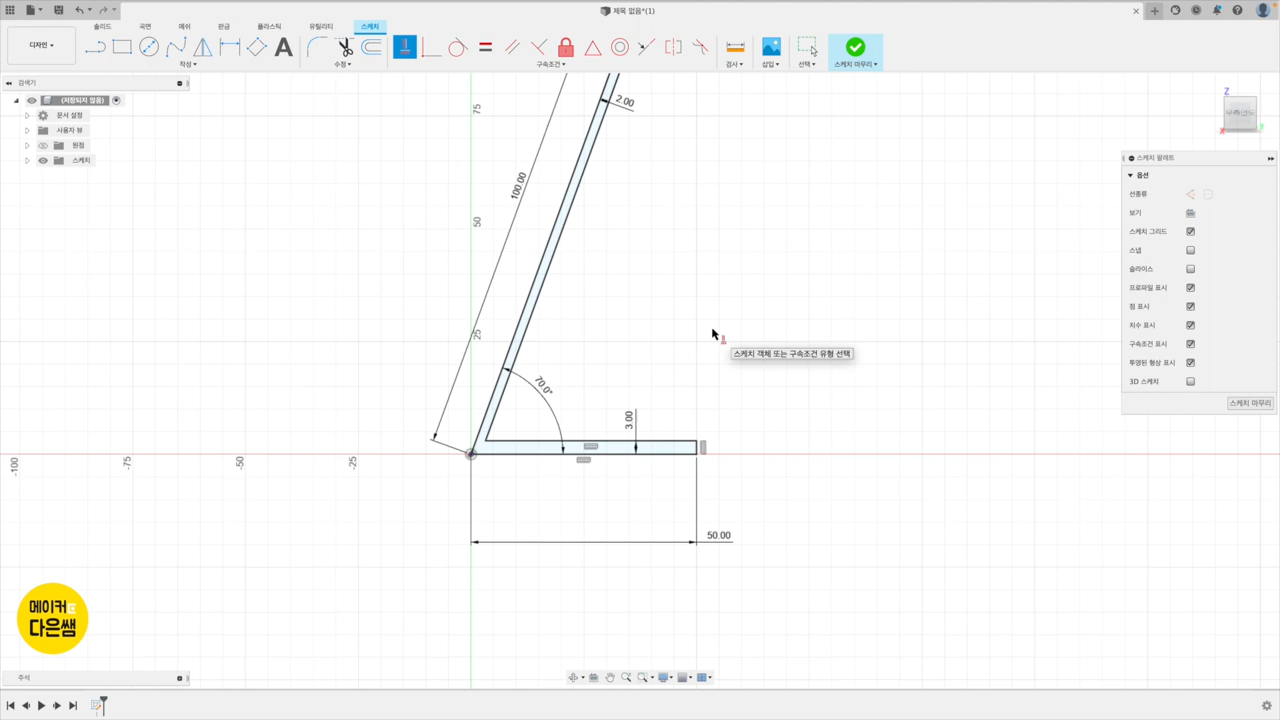 제목 없음*(1)
솔리드 곡면 메쉬 판금 플라스틱 유틸리티 스케치
디자인
작성 수정 구속조건 검사 삽입 선택 스케치 마무리
검색기
(저장되지 않음)
문서 설정
사용자 뷰
원점
스케치
Z
X
Y
스케치 팔레트
옵션
선종류
보기
스케치 그리드
스냅
슬라이스
프로파일 표시
점 표시
치수 표시
구속조건 표시
투영된 형상 표시
3D 스케치
스케치 마무리
75
50
25
2.00
100.00
70.0°
3.00
50.00
-100
-75
-50
-25
스케치 객체 또는 구속조건 유형 선택
메이커
다은쌤
주석